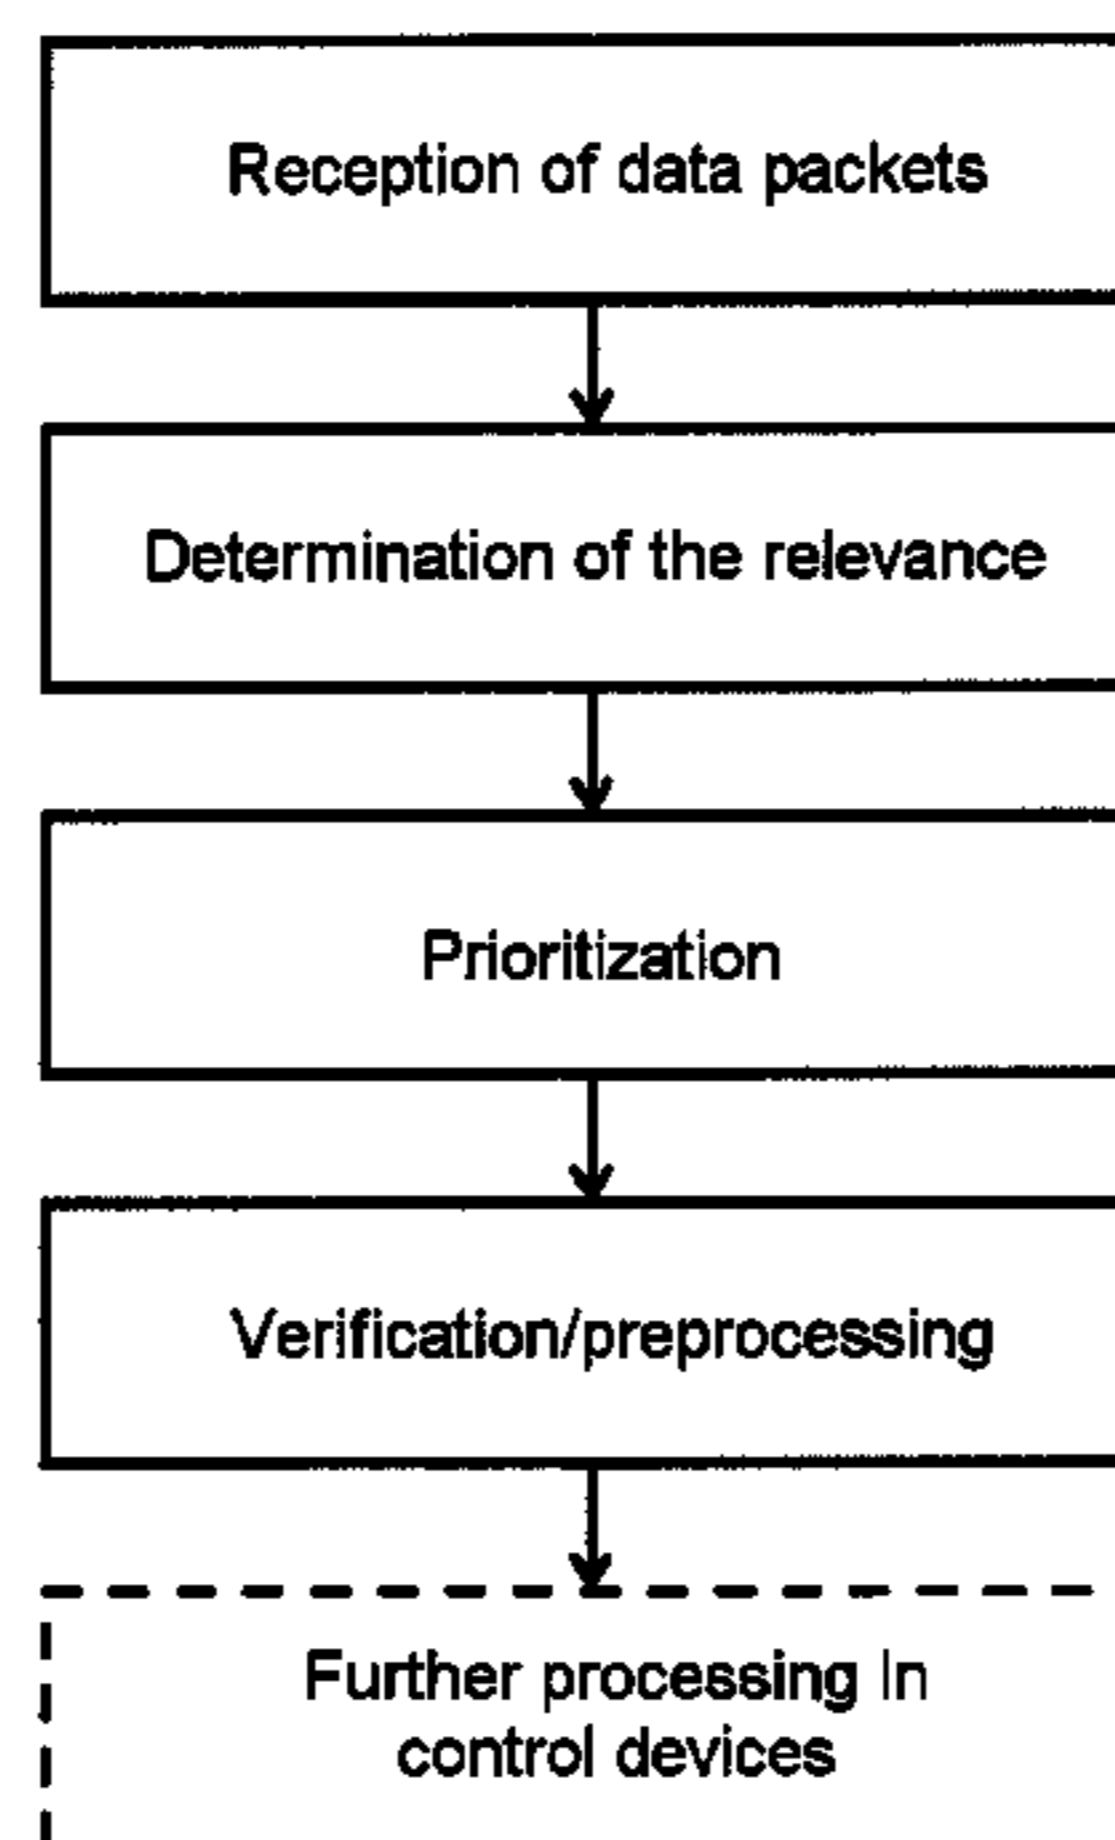 Reception of data packets
Determination of the relevance
Prioritization
Verification/preprocessing
Further processing In
control devices